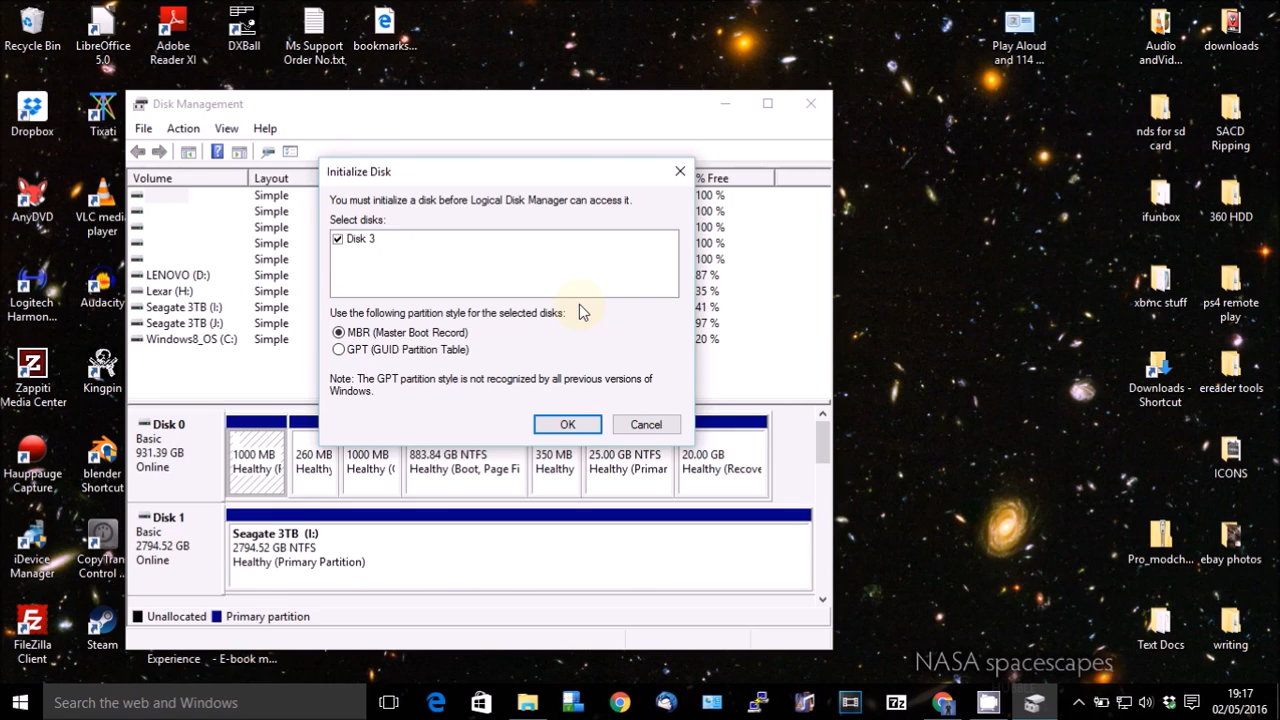 Recycle Bin
LibreOffice 5.0
Adobe Reader XI
DXBall
Ms Support Order No.txt
bookmarks...
Play Aloud and 114 ...
Audio andVid...
downloads
Dropbox
Tixati
nds for sd card
SACD Ripping
AnyDVD
VLC media player
ifunbox
360 HDD
Logitech Harmon...
Audacity
xbmc stuff
ps4 remote play
Zappiti Media Center
Kingpin
Downloads - Shortcut
ereader tools
Hauppauge Capture
blender Shortcut
ICONS
iDevice Manager
CopyTran Control ...
Pro_modch...
ebay photos
FileZilla Client
Steam
Text Docs
writing
Experience - E-book m...
Disk Management
File Action View Help
Volume Layout % Free
Simple 100 %
Simple 100 %
Simple 100 %
Simple 100 %
Simple 100 %
LENOVO (D:) Simple 87 %
Lexar (H:) Simple 35 %
Seagate 3TB (I:) Simple 41 %
Seagate 3TB (J:) Simple 97 %
Windows8_OS (C:) Simple 20 %
Initialize Disk
You must initialize a disk before Logical Disk Manager can access it.
Select disks:
Disk 3
Use the following partition style for the selected disks:
MBR (Master Boot Record)
GPT (GUID Partition Table)
Note: The GPT partition style is not recognized by all previous versions of
Windows.
OK Cancel
Disk 0
Basic
931.39 GB
Online
1000 MB
Healthy (F
260 MB
Healthy
1000 MB
Healthy ((
883.84 GB NTFS
Healthy (Boot, Page Fi
350 MB
Healthy
25.00 GB NTFS
Healthy (Primar
20.00 GB
Healthy (Recove
Disk 1
Basic
2794.52 GB
Online
Seagate 3TB (I:)
2794.52 GB NTFS
Healthy (Primary Partition)
Unallocated Primary partition
NASA spacescapes
Search the web and Windows
7z
19:17
02/05/2016